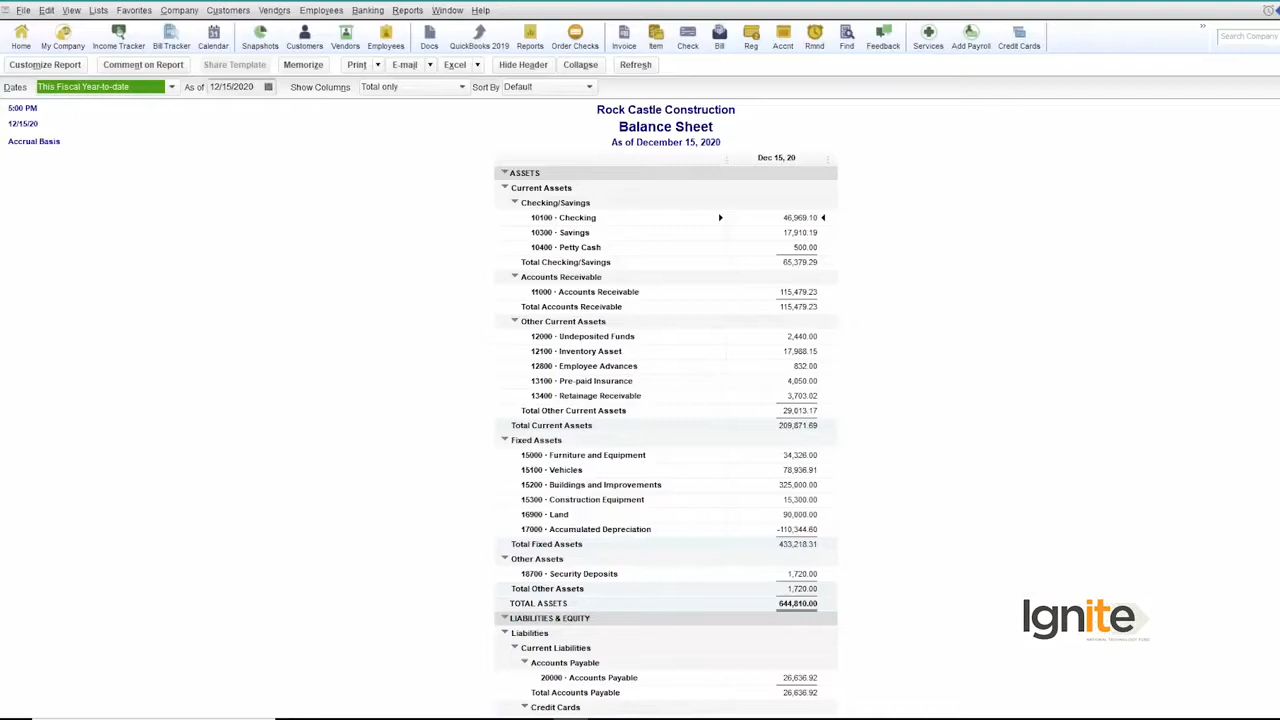 File Edit View Lists Favorites Company Customers Vendors Employees Banking Reports Window Help
Home My Company Income Tracker Bill Tracker Calendar Snapshots Customers Vendors Employees Docs QuickBooks 2019 Reports Order Checks Invoice Item Check Bill Reg Accnt Rmnd Find Feedback Services Add Payroll Credit Cards » Search Company
Customize Report Comment on Report Share Template Memorize Print E-mail Excel Hide Header Collapse Refresh
Dates This Fiscal Year-to-date As of 12/15/2020 Show Columns Total only Sort By Default
5:00 PM
12/15/20
Accrual Basis
Rock Castle Construction
Balance Sheet
As of December 15, 2020
Dec 15, 20
ASSETS
Current Assets
Checking/Savings
10100 · Checking 46,969.10
10300 · Savings 17,910.19
10400 · Petty Cash 500.00
Total Checking/Savings 65,379.29
Accounts Receivable
11000 · Accounts Receivable 115,479.23
Total Accounts Receivable 115,479.23
Other Current Assets
12000 · Undeposited Funds 2,440.00
12100 · Inventory Asset 17,988.15
12800 · Employee Advances 832.00
13100 · Pre-paid Insurance 4,050.00
13400 · Retainage Receivable 3,703.02
Total Other Current Assets 29,013.17
Total Current Assets 209,871.69
Fixed Assets
15000 · Furniture and Equipment 34,326.00
15100 · Vehicles 78,936.91
15200 · Buildings and Improvements 325,000.00
15300 · Construction Equipment 15,300.00
16900 · Land 90,000.00
17000 · Accumulated Depreciation -110,344.60
Total Fixed Assets 433,218.31
Other Assets
18700 · Security Deposits 1,720.00
Total Other Assets 1,720.00
TOTAL ASSETS 644,810.00
LIABILITIES & EQUITY
Liabilities
Current Liabilities
Accounts Payable
20000 · Accounts Payable 26,636.92
Total Accounts Payable 26,636.92
Credit Cards
Ignite
NATIONAL TECHNOLOGY FUND